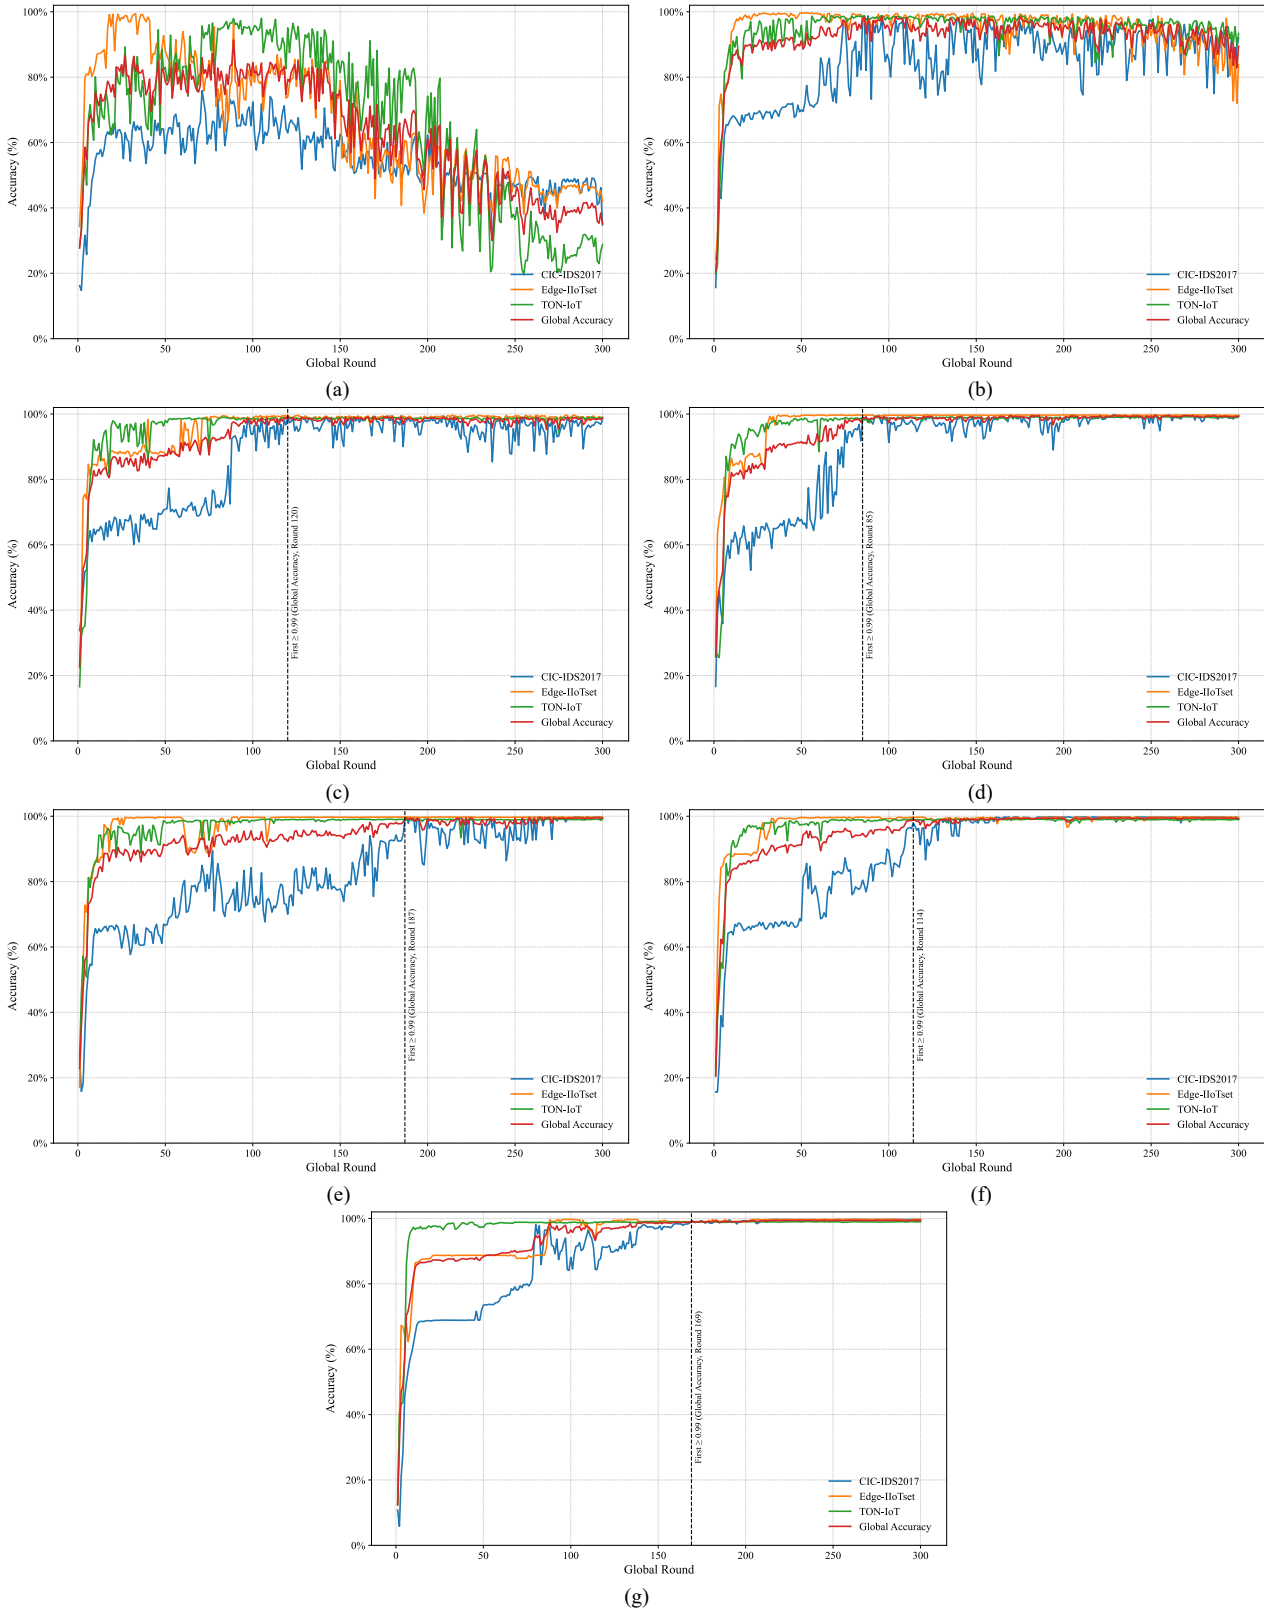 100%
80%
60%
40%
20%
0%
Accuracy (%)
0 50 100 150 200 250 300
Global Round
CIC-IDS2017
Edge-IIoTset
TON-IoT
Global Accuracy
(a)
100%
80%
60%
40%
20%
0%
Accuracy (%)
0 50 100 150 200 250 300
Global Round
CIC-IDS2017
Edge-IIoTset
TON-IoT
Global Accuracy
(b)
100%
80%
60%
40%
20%
0%
Accuracy (%)
First ≥ 0.99 (Global Accuracy, Round 120)
0 50 100 150 200 250 300
Global Round
CIC-IDS2017
Edge-IIoTset
TON-IoT
Global Accuracy
(c)
100%
80%
60%
40%
20%
0%
Accuracy (%)
First ≥ 0.99 (Global Accuracy, Round 85)
0 50 100 150 200 250 300
Global Round
CIC-IDS2017
Edge-IIoTset
TON-IoT
Global Accuracy
(d)
100%
80%
60%
40%
20%
0%
Accuracy (%)
First ≥ 0.99 (Global Accuracy, Round 187)
0 50 100 150 200 250 300
Global Round
CIC-IDS2017
Edge-IIoTset
TON-IoT
Global Accuracy
(e)
100%
80%
60%
40%
20%
0%
Accuracy (%)
First ≥ 0.99 (Global Accuracy, Round 114)
0 50 100 150 200 250 300
Global Round
CIC-IDS2017
Edge-IIoTset
TON-IoT
Global Accuracy
(f)
100%
80%
60%
40%
20%
0%
Accuracy (%)
First ≥ 0.99 (Global Accuracy, Round 169)
0 50 100 150 200 250 300
Global Round
CIC-IDS2017
Edge-IIoTset
TON-IoT
Global Accuracy
(g)